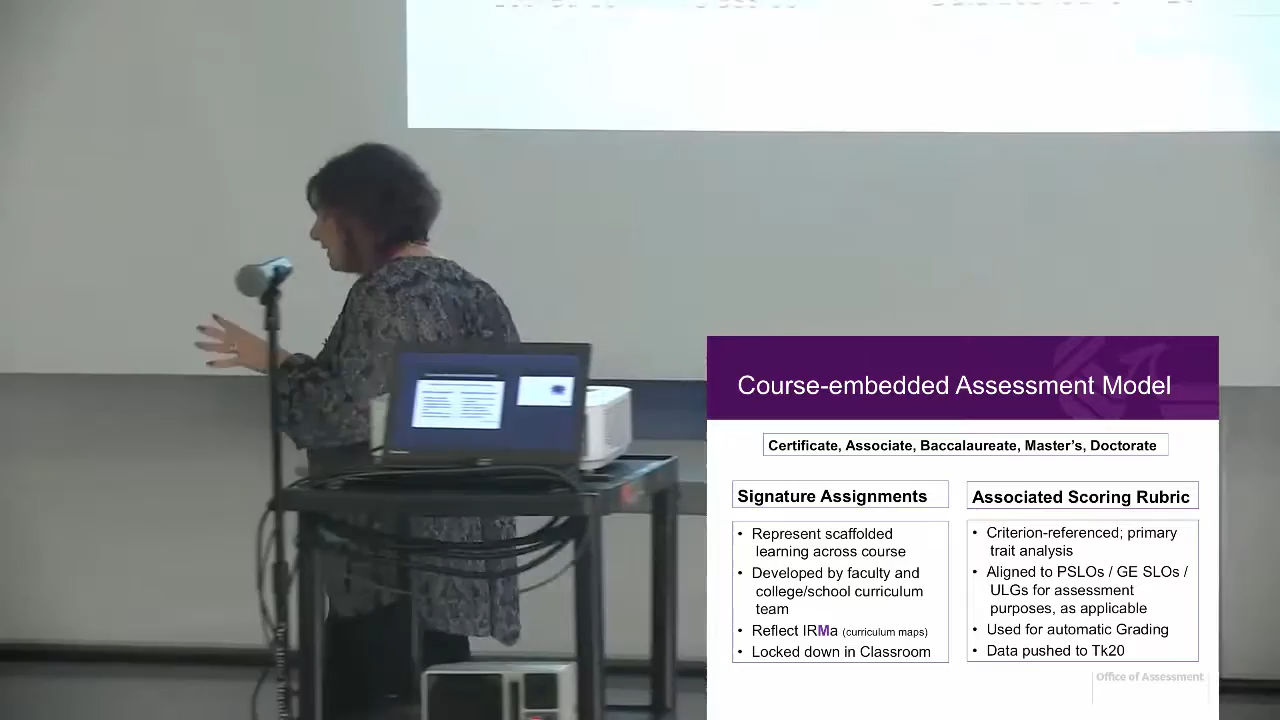 Course-embedded Assessment Model
Certificate, Associate, Baccalaureate, Master's, Doctorate
Signature Assignments
• Represent scaffolded
learning across course
• Developed by faculty and
college/school curriculum
team
• Reflect IRMa (curriculum maps)
• Locked down in Classroom
Associated Scoring Rubric
• Criterion-referenced; primary
trait analysis
• Aligned to PSLOs / GE SLOs /
ULGs for assessment
purposes, as applicable
• Used for automatic Grading
• Data pushed to Tk20
Office of Assessment